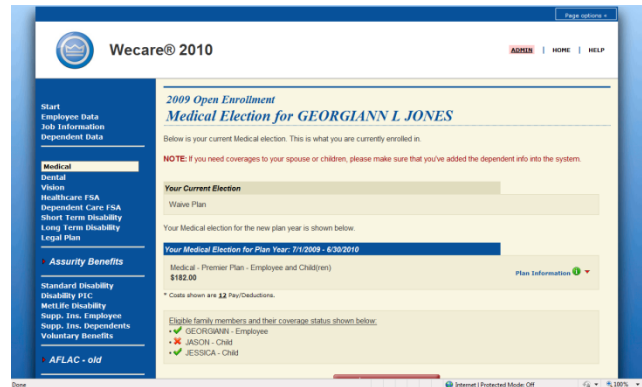 Page options
Wecare® 2010
ADMIN | HOME | HELP
Start
Employee Data
Job Information
Dependent Data
Medical
Dental
Vision
Healthcare FSA
Dependent Care FSA
Short Term Disability
Long Term Disability
Legal Plan
Assurity Benefits
Standard Disability
Disability PIC
MetLife Disability
Supp. Ins. Employee
Supp. Ins. Dependents
Voluntary Benefits
AFLAC - old
2009 Open Enrollment
Medical Election for GEORGIANN L JONES
Below is your current Medical election. This is what you are currently enrolled in.
NOTE: If you need coverages to your spouse or children, please make sure that you've added the dependent info into the system.
Your Current Election
Waive Plan
Your Medical election for the new plan year is shown below.
Your Medical Election for Plan Year: 7/1/2009 - 6/30/2010
Medical - Premier Plan - Employee and Child(ren)
$182.00
Plan Information
* Costs shown are 12 Pay/Deductions.
Eligible family members and their coverage status shown below:
GEORGIANN - Employee
JASON - Child
JESSICA - Child
Done
Internet | Protected Mode: Off
100%